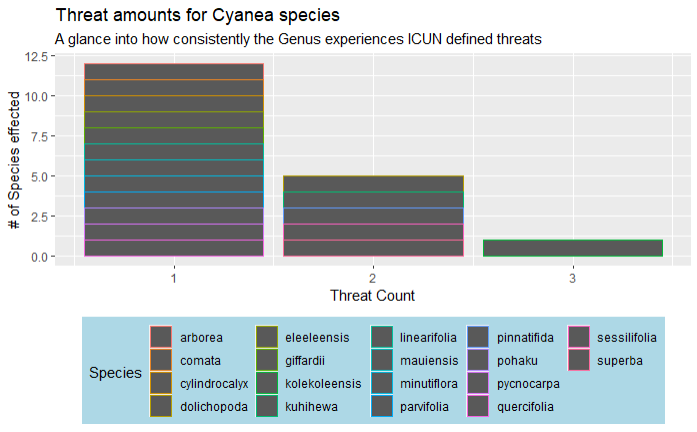 Threat amounts for Cyanea species
A glance into how consistently the Genus experiences ICUN defined threats
# of Species effected
12.5
10.0
7.5
5.0
2.5
0.0
1 2 3
Threat Count
Species
arborea eleeleensis linearifolia pinnatifida sessilifolia
comata giffardii mauiensis pohaku superba
cylindrocalyx kolekoleensis minutiflora pycnocarpa
dolichopoda kuhihewa parvifolia quercifolia